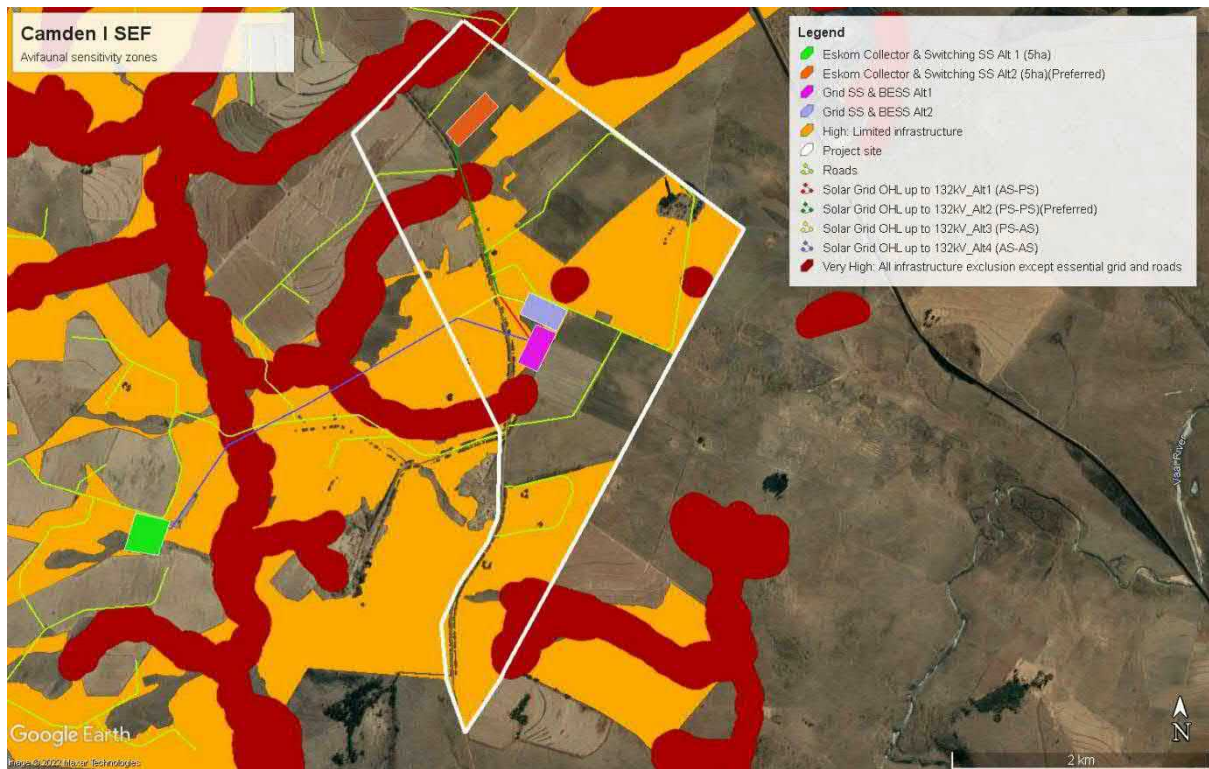 Camden I SEF
Avifaunal sensitivity zones
Legend
Eskom Collector & Switching SS Alt 1 (5ha)
Eskom Collector & Switching SS Alt2 (5ha)(Preferred)
Grid SS & BESS Alt1
Grid SS & BESS Alt2
High: Limited infrastructure
Project site
Roads
Solar Grid OHL up to 132kV_Alt1 (AS-PS)
Solar Grid OHL up to 132kV_Alt2 (PS-PS)(Preferred)
Solar Grid OHL up to 132kV_Alt3 (PS-AS)
Solar Grid OHL up to 132kV_Alt4 (AS-AS)
Very High: All infrastructure exclusion except essential grid and roads
Vaal River
Google Earth
Image © 2022 Maxar Technologies
N
2 km